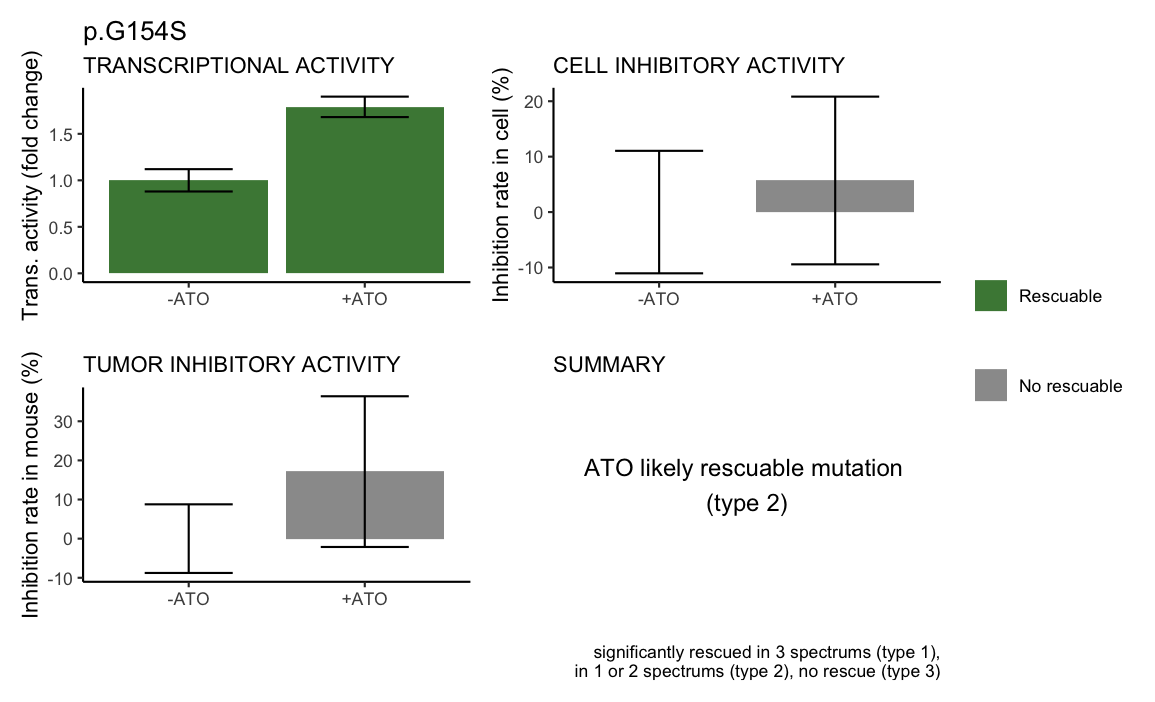 p.G154S
TRANSCRIPTIONAL ACTIVITY
Trans. activity (fold change)
1.5
1.0
0.5
0.0
-ATO +ATO
CELL INHIBITORY ACTIVITY
Inhibition rate in cell (%)
20
10
0
-10
-ATO +ATO
Rescuable
No rescuable
TUMOR INHIBITORY ACTIVITY
Inhibition rate in mouse (%)
30
20
10
0
-10
-ATO +ATO
SUMMARY
ATO likely rescuable mutation
(type 2)
significantly rescued in 3 spectrums (type 1),
in 1 or 2 spectrums (type 2), no rescue (type 3)